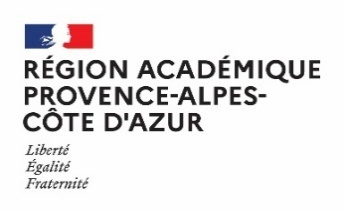 RÉGION ACADÉMIQUE
PROVENCE-ALPES-
CÔTE D'AZUR
Liberté
Égalité
Fraternité